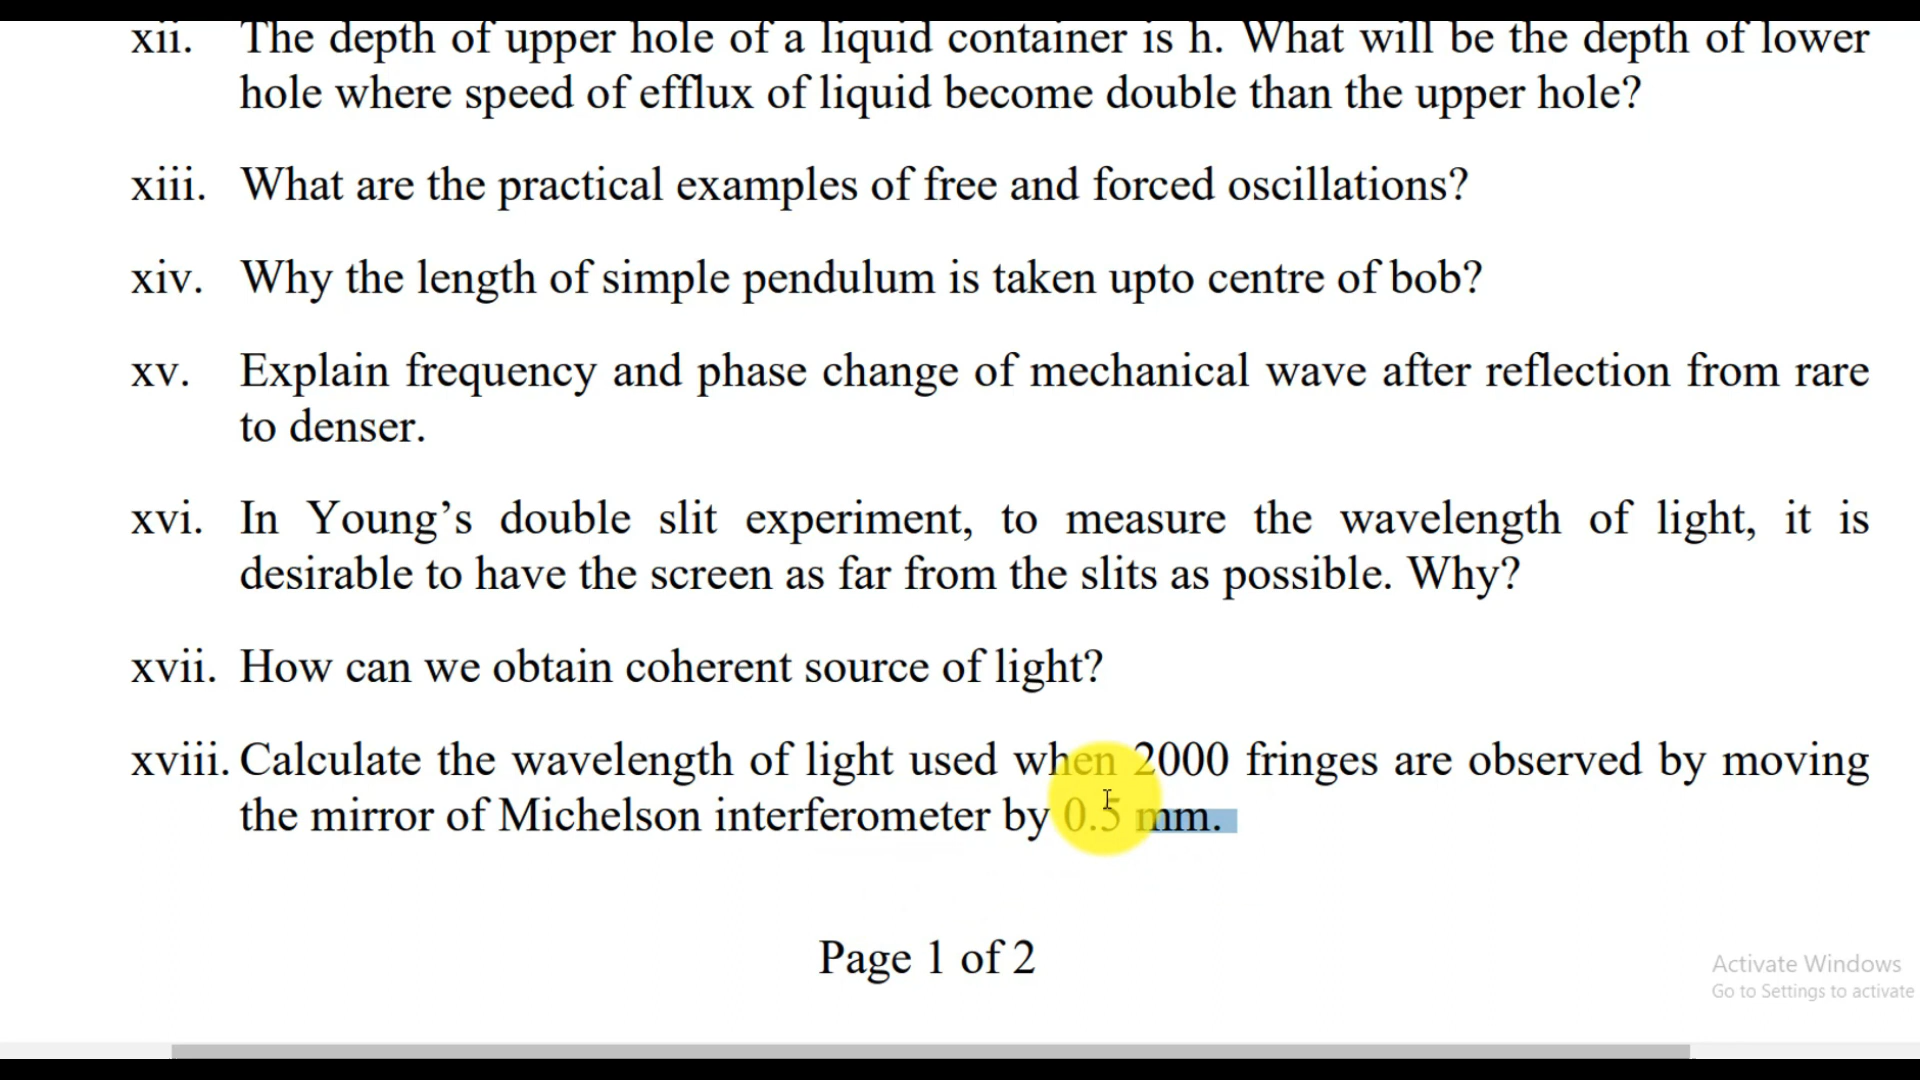 xii. The depth of upper hole of a liquid container is h. What will be the depth of lower
hole where speed of efflux of liquid become double than the upper hole?
xiii. What are the practical examples of free and forced oscillations?
xiv. Why the length of simple pendulum is taken upto centre of bob?
xv. Explain frequency and phase change of mechanical wave after reflection from rare
to denser.
xvi. In Young’s double slit experiment, to measure the wavelength of light, it is
desirable to have the screen as far from the slits as possible. Why?
xvii. How can we obtain coherent source of light?
xviii. Calculate the wavelength of light used when 2000 fringes are observed by moving
the mirror of Michelson interferometer by 0.5 mm.
Page 1 of 2
Activate Windows
Go to Settings to activate